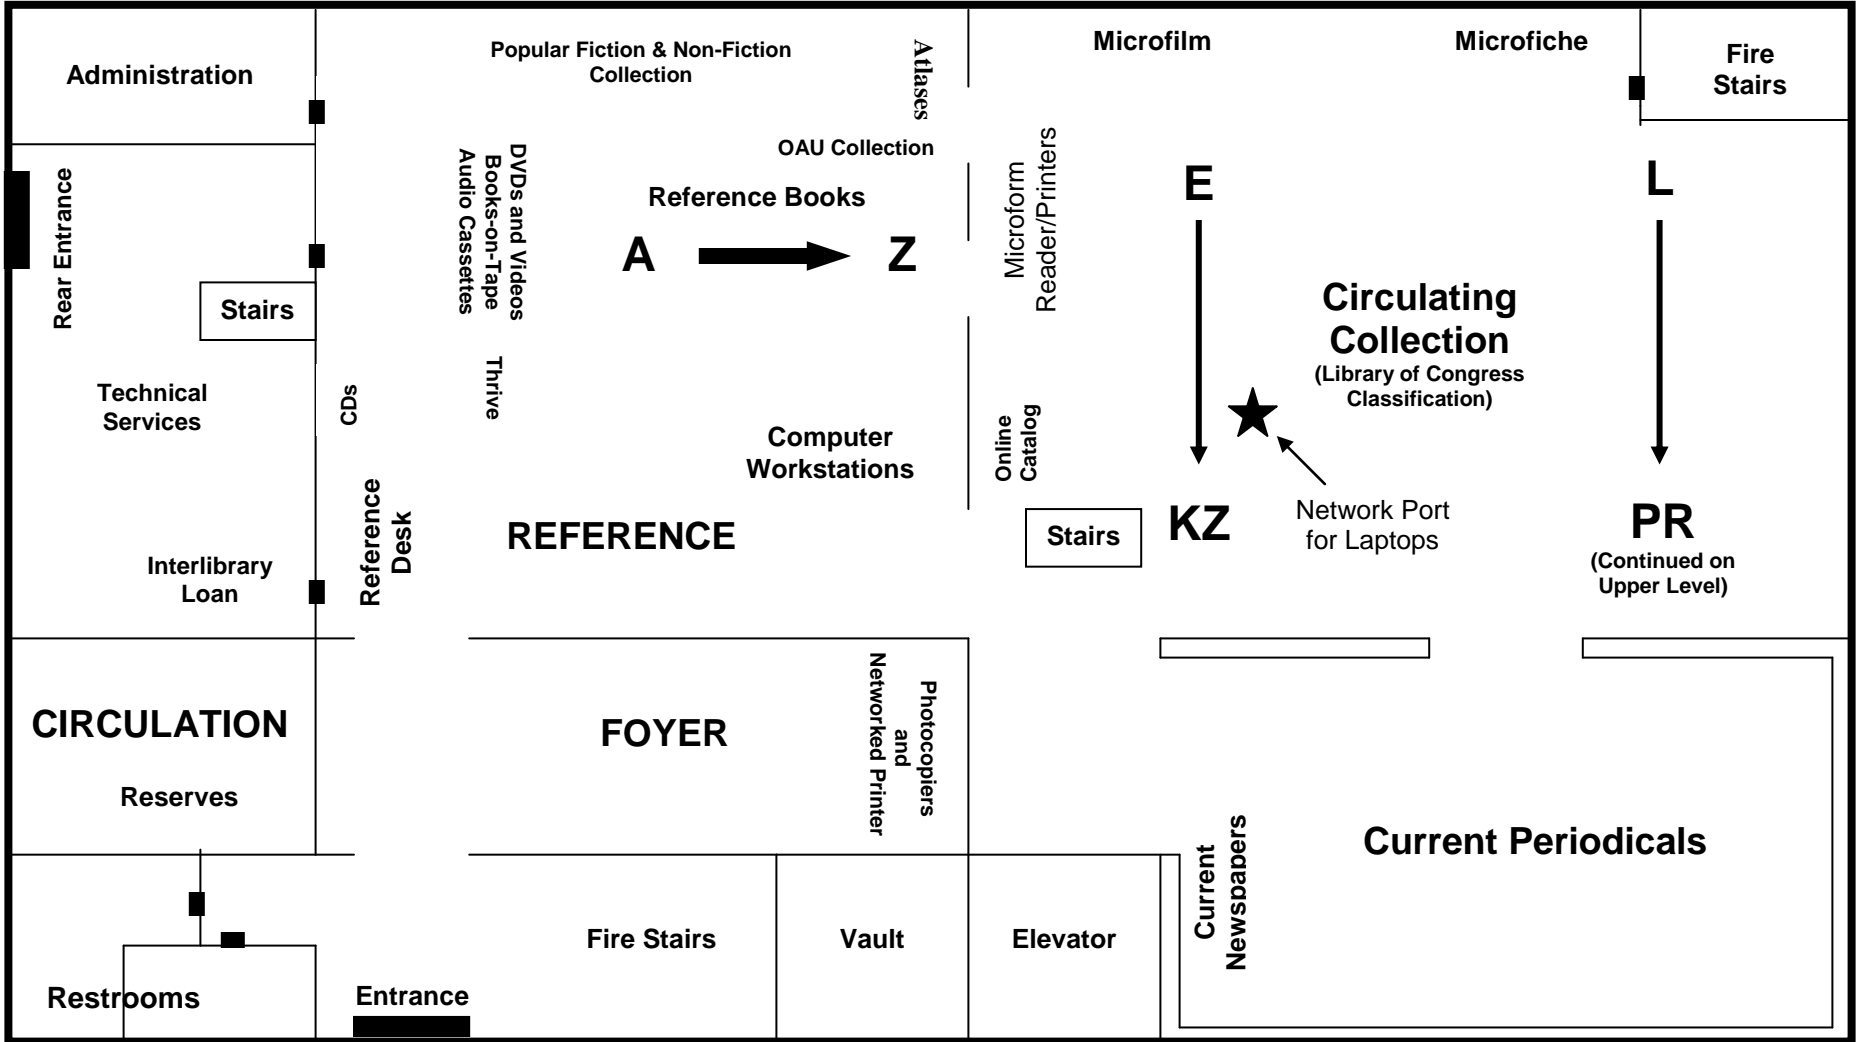 Administration
Popular Fiction & Non-Fiction
Collection
Atlases
Microfilm
Microfiche
Fire
Stairs
Rear Entrance
Stairs
DVDs and Videos
Books-on-Tape
Audio Cassettes
OAU Collection
Reference Books
A
Z
Microform
Reader/Printers
E
L
Circulating
Collection
(Library of Congress
Classification)
Technical
Services
CDs
Thrive
Computer
Workstations
Online
Catalog
Reference
Desk
REFERENCE
Stairs
KZ
Network Port
for Laptops
PR
(Continued on
Upper Level)
Interlibrary
Loan
CIRCULATION
Reserves
FOYER
Photocopiers
and
Networked Printer
Current Periodicals
Current
Newspapers
Fire Stairs
Vault
Elevator
Restrooms
Entrance